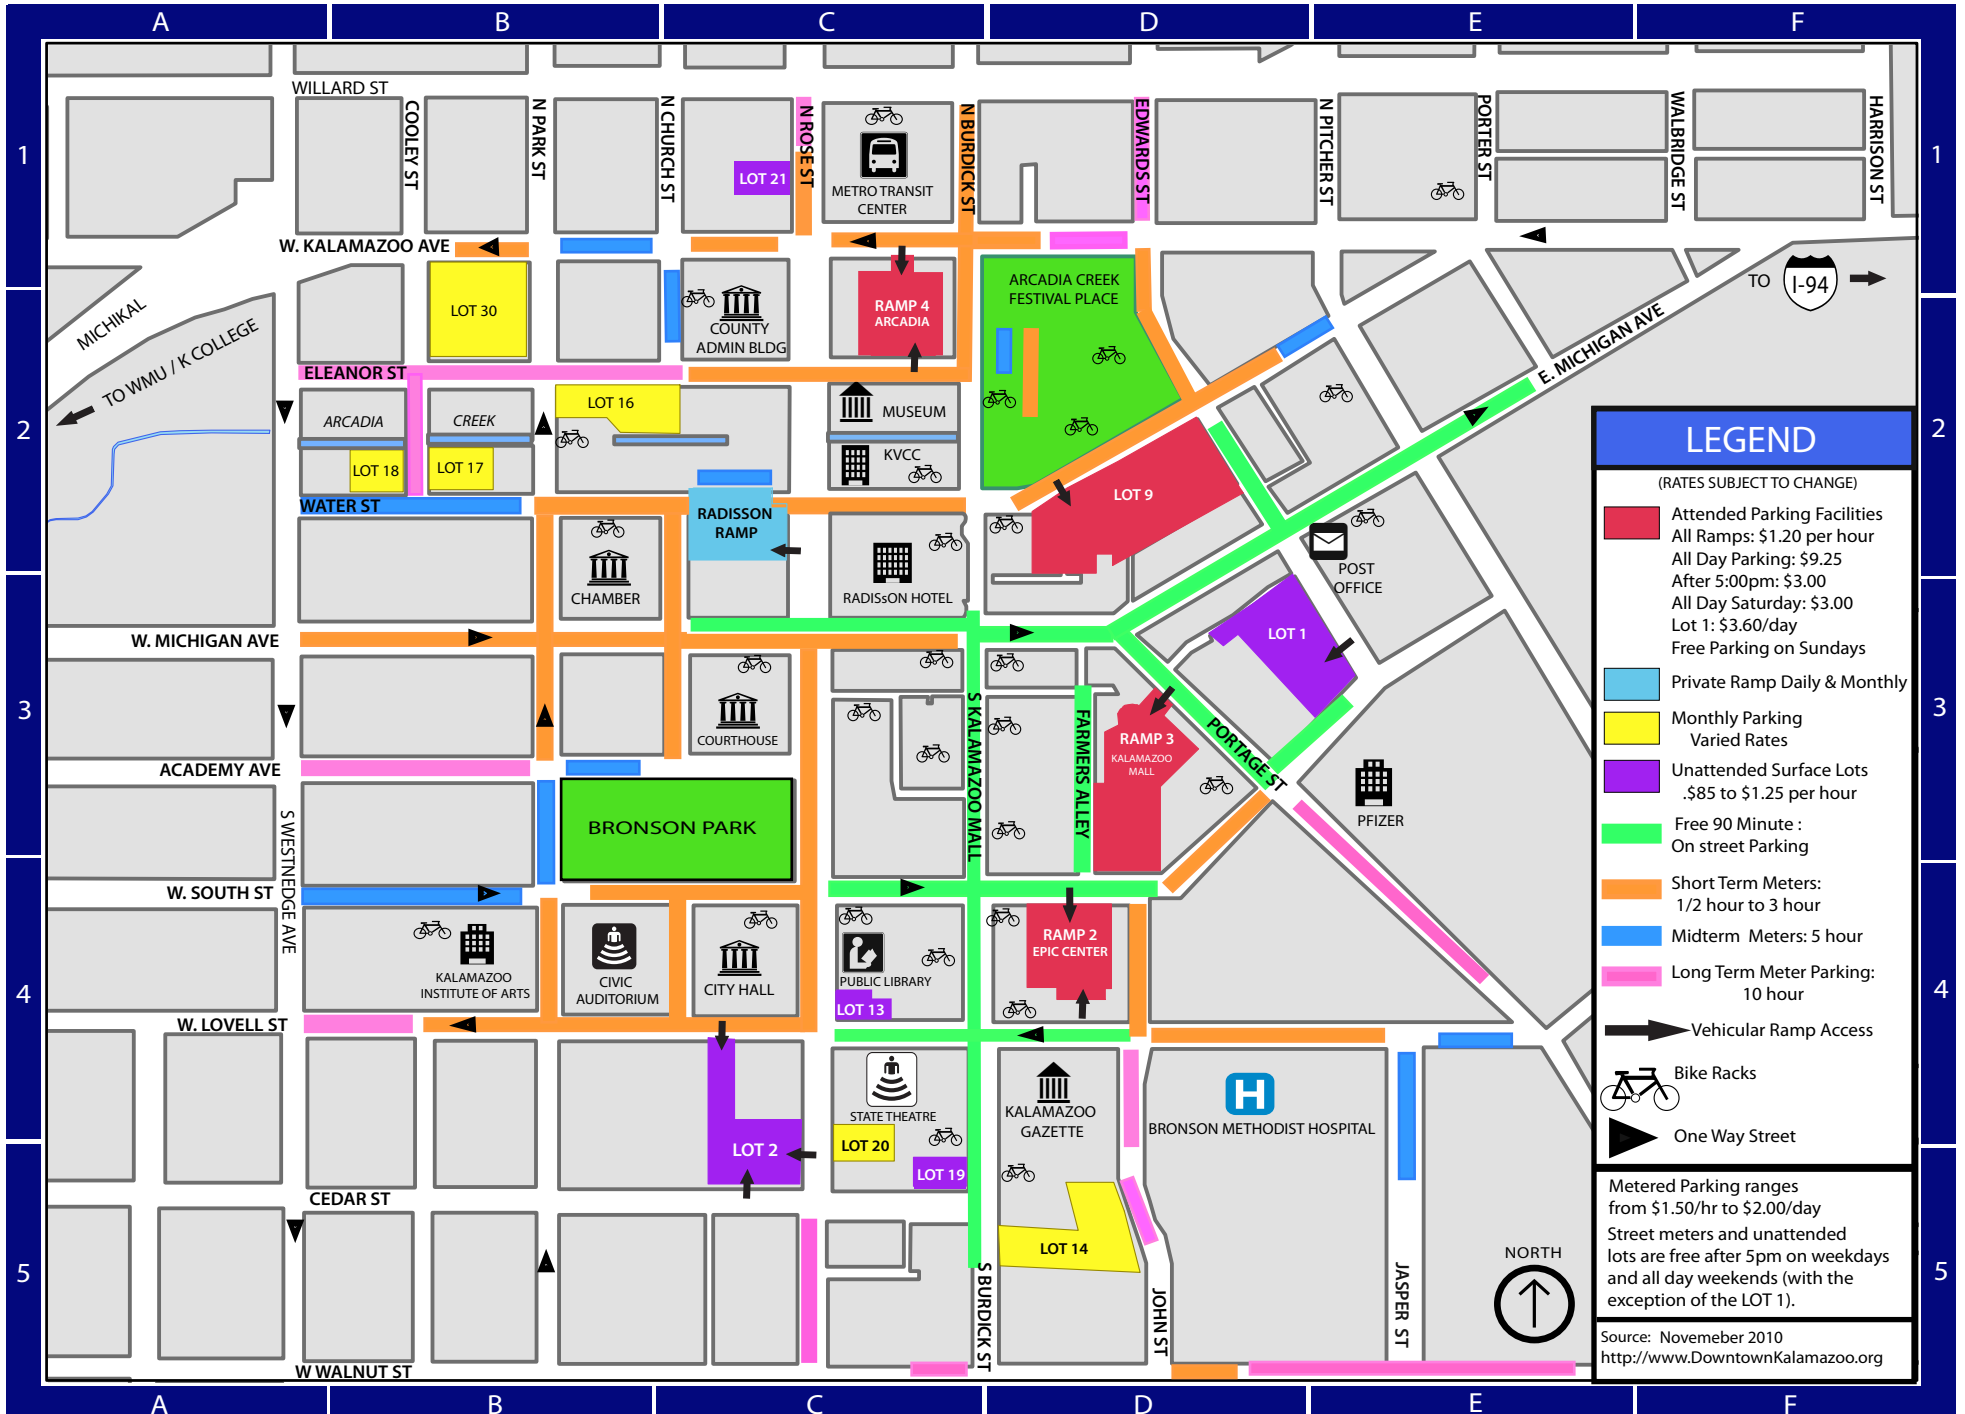 A B C D E F
1
1
2
2
3
3
4
4
5
5
A B C D E F
WILLARD ST
COOLEY ST
N PARK ST
N CHURCH ST
N ROSE ST
N BURDICK ST
EDWARDS ST
N PITCHER ST
PORTER ST
WALBRIDGE ST
HARRISON ST
LOT 21
METRO TRANSIT
CENTER
W. KALAMAZOO AVE
MICHIKAL
TO WMU / K COLLEGE
LOT 30
COUNTY
ADMIN BLDG
RAMP 4
ARCADIA
ARCADIA CREEK
FESTIVAL PLACE
TO
I-94
E. MICHIGAN AVE
ELEANOR ST
ARCADIA
CREEK
LOT 16
MUSEUM
KVCC
LOT 18
LOT 17
WATER ST
RADISSON
RAMP
LOT 9
CHAMBER
RADISsON HOTEL
POST
OFFICE
LOT 1
W. MICHIGAN AVE
COURTHOUSE
S KALAMAZOO MALL
FARMERS ALLEY
RAMP 3
KALAMAZOO
MALL
PORTAGE ST
PFIZER
ACADEMY AVE
S WESTNEDGE AVE
BRONSON PARK
W. SOUTH ST
KALAMAZOO
INSTITUTE OF ARTS
CIVIC
AUDITORIUM
CITY HALL
PUBLIC LIBRARY
LOT 13
RAMP 2
EPIC CENTER
W. LOVELL ST
LOT 2
STATE THEATRE
LOT 20
LOT 19
KALAMAZOO
GAZETTE
H
BRONSON METHODIST HOSPITAL
CEDAR ST
LOT 14
S BURDICK ST
JOHN ST
JASPER ST
W WALNUT ST
NORTH
LEGEND
(RATES SUBJECT TO CHANGE)
Attended Parking Facilities
All Ramps: $1.20 per hour
All Day Parking: $9.25
After 5:00pm: $3.00
All Day Saturday: $3.00
Lot 1: $3.60/day
Free Parking on Sundays
Private Ramp Daily & Monthly
Monthly Parking
Varied Rates
Unattended Surface Lots
.$85 to $1.25 per hour
Free 90 Minute :
On street Parking
Short Term Meters:
1/2 hour to 3 hour
Midterm Meters: 5 hour
Long Term Meter Parking:
10 hour
Vehicular Ramp Access
Bike Racks
One Way Street
Metered Parking ranges
from $1.50/hr to $2.00/day
Street meters and unattended
lots are free after 5pm on weekdays
and all day weekends (with the
exception of the LOT 1).
Source: Novemeber 2010
http://www.DowntownKalamazoo.org